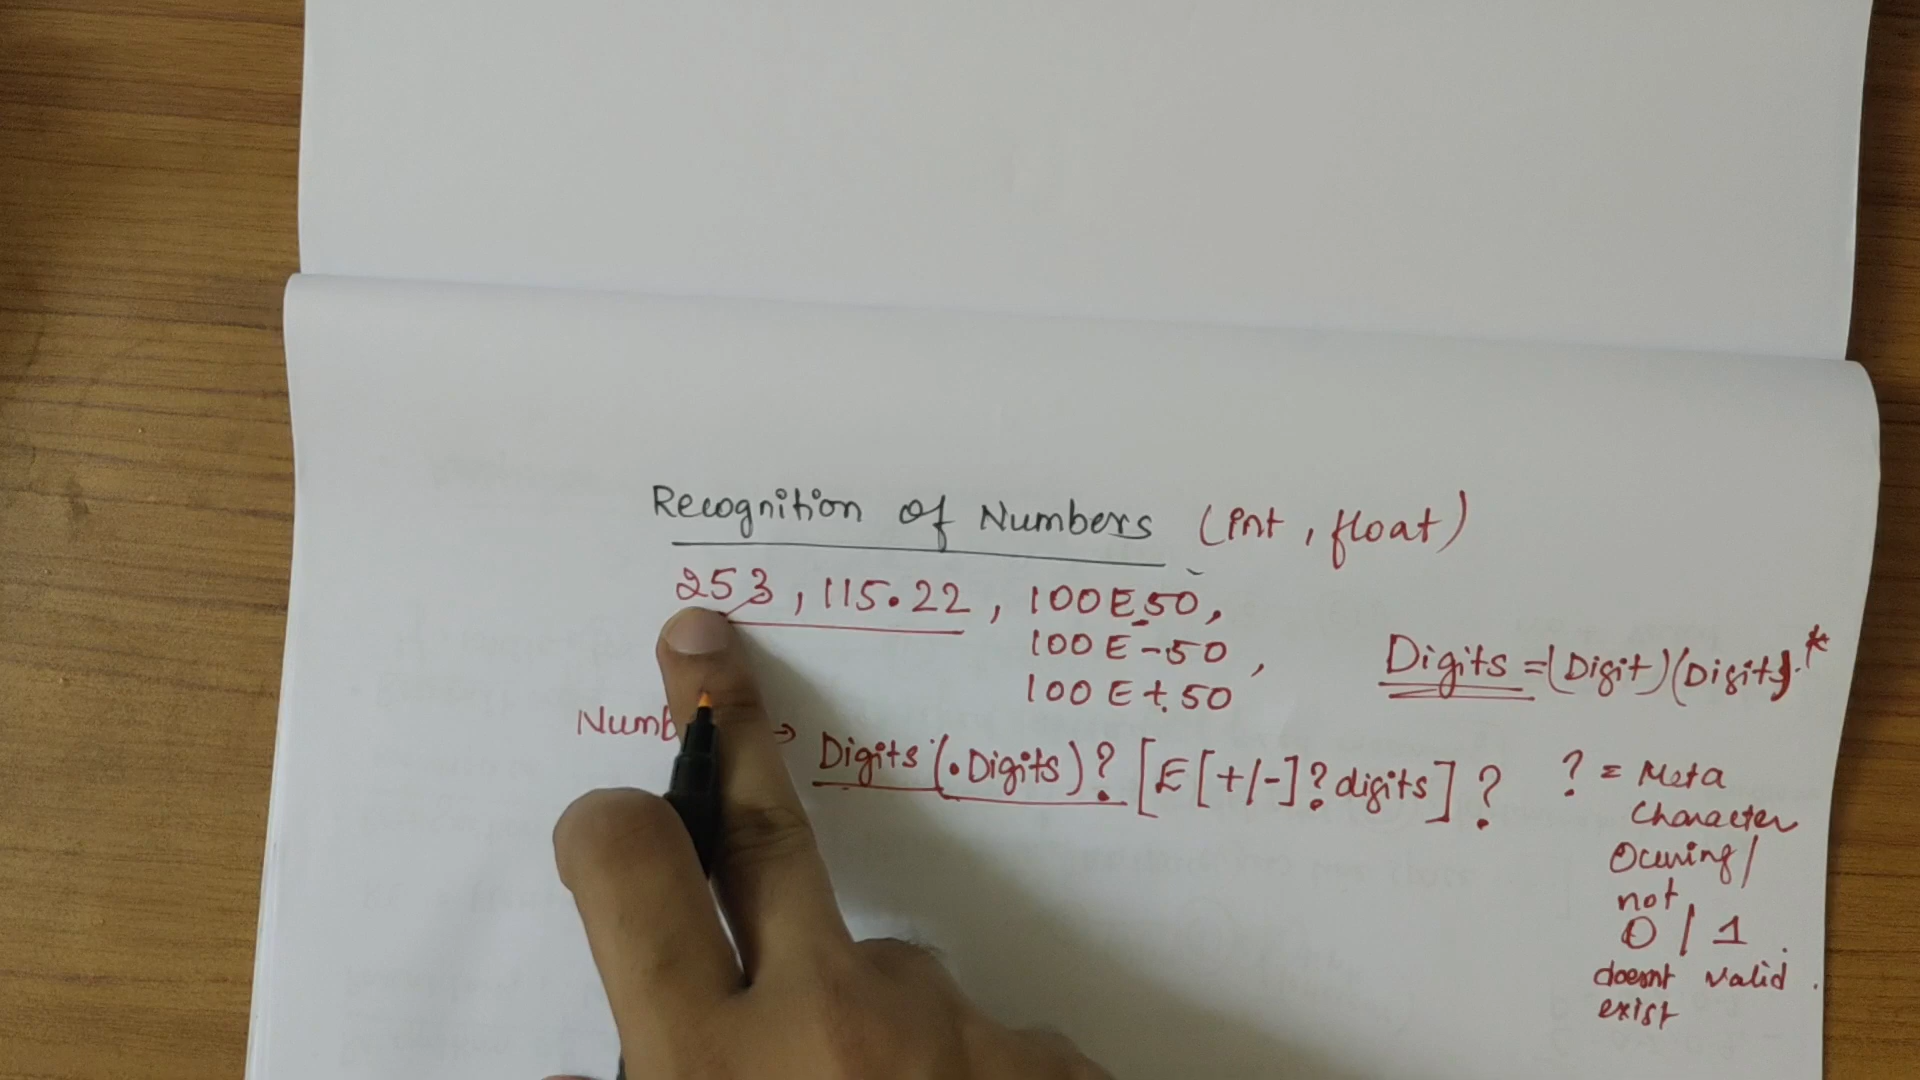 Recognition of Numbers (int, float)
253, 115.22, 100E50,
100E-50,
100E+50
Digits = (Digit)(Digits)*
Numb → Digits (.Digits)? [E[+/-]? digits]?
? = Meta
Character
Occuring/
not
0 / 1
doesnt valid.
exist